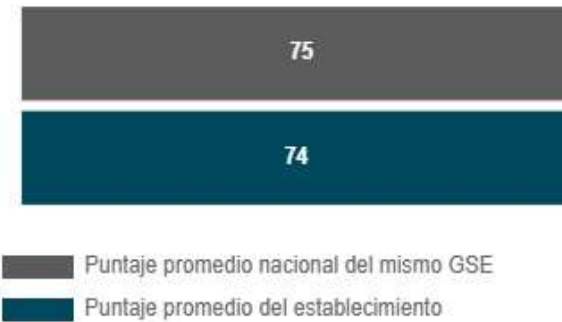 75
74
Puntaje promedio nacional del mismo GSE
Puntaje promedio del establecimiento